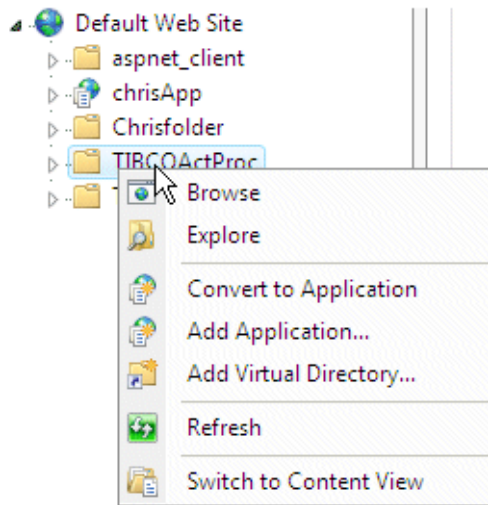 Default Web Site
aspnet_client
chrisApp
Chrisfolder
TIBCOActProc
Browse
Explore
Convert to Application
Add Application...
Add Virtual Directory...
Refresh
Switch to Content View